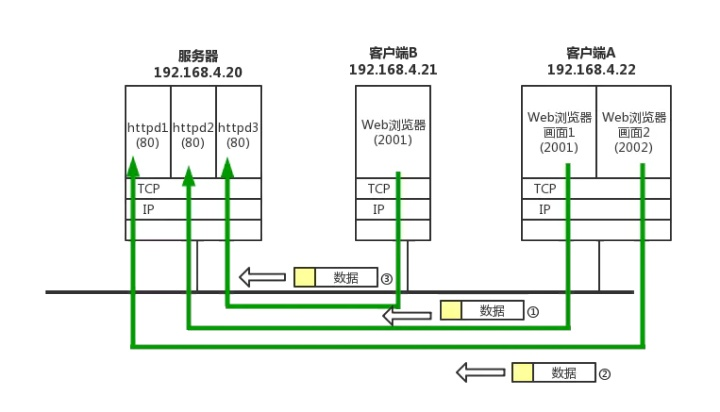 服务器
192.168.4.20
客户端B
192.168.4.21
客户端A
192.168.4.22
httpd1
(80)
httpd2
(80)
httpd3
(80)
Web浏览器
(2001)
Web浏览器
画面1
(2001)
Web浏览器
画面2
(2002)
TCP
IP
TCP
IP
TCP
IP
数据 ③
数据 ①
数据 ②